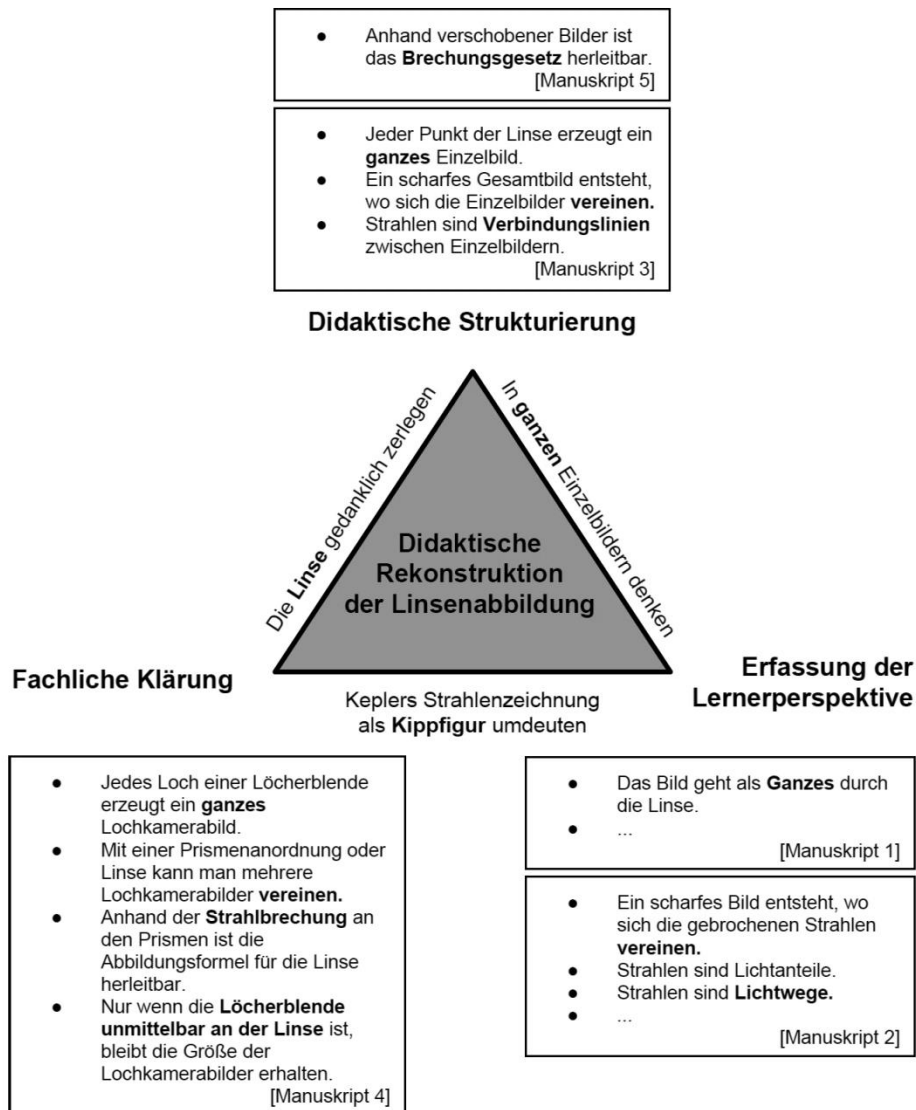 ● Anhand verschobener Bilder ist
das Brechungsgesetz herleitbar.
[Manuskript 5]
● Jeder Punkt der Linse erzeugt ein
ganzes Einzelbild.
● Ein scharfes Gesamtbild entsteht,
wo sich die Einzelbilder vereinen.
● Strahlen sind Verbindungslinien
zwischen Einzelbildern.
[Manuskript 3]
Didaktische Strukturierung
Die Linse gedanklich zerlegen
In ganzen Einzelbildern denken
Didaktische
Rekonstruktion
der Linsenabbildung
Fachliche Klärung
Keplers Strahlenzeichnung
als Kippfigur umdeuten
Erfassung der
Lernerperspektive
● Jedes Loch einer Löcherblende
erzeugt ein ganzes
Lochkamerabild.
● Mit einer Prismenanordnung oder
Linse kann man mehrere
Lochkamerabilder vereinen.
● Anhand der Strahlbrechung an
den Prismen ist die
Abbildungsformel für die Linse
herleitbar.
● Nur wenn die Löcherblende
unmittelbar an der Linse ist,
bleibt die Größe der
Lochkamerabilder erhalten.
[Manuskript 4]
● Das Bild geht als Ganzes durch
die Linse.
● ...
[Manuskript 1]
● Ein scharfes Bild entsteht, wo
sich die gebrochenen Strahlen
vereinen.
● Strahlen sind Lichtanteile.
● Strahlen sind Lichtwege.
● ...
[Manuskript 2]